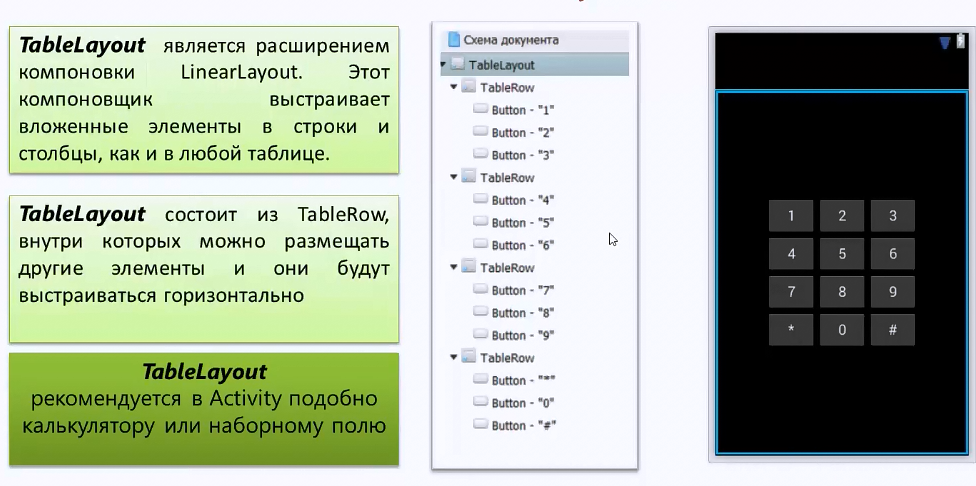 TableLayout является расширением
компоновки LinearLayout. Этот
компоновщик выстраивает
вложенные элементы в строки и
столбцы, как и в любой таблице.
TableLayout состоит из TableRow,
внутри которых можно размещать
другие элементы и они будут
выстраиваться горизонтально
TableLayout
рекомендуется в Activity подобно
калькулятору или наборному полю
Схема документа
TableLayout
TableRow
Button - "1"
Button - "2"
Button - "3"
TableRow
Button - "4"
Button - "5"
Button - "6"
TableRow
Button - "7"
Button - "8"
Button - "9"
TableRow
Button - "*"
Button - "0"
Button - "#"
1 2 3
4 5 6
7 8 9
* 0 #